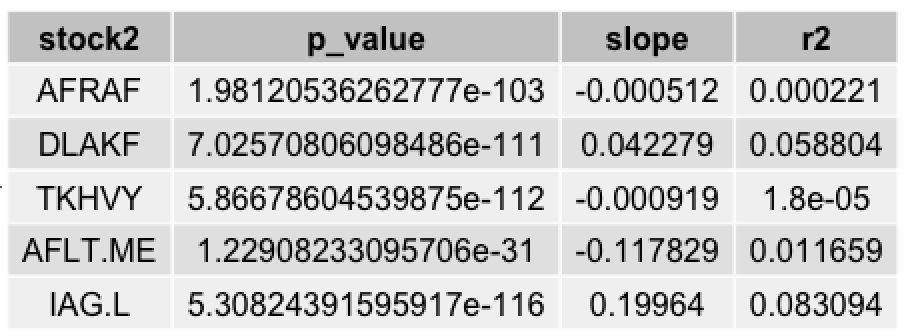 stock2 p_value slope r2
AFRAF 1.98120536262777e-103 -0.000512 0.000221
DLAKF 7.02570806098486e-111 0.042279 0.058804
TKHVY 5.86678604539875e-112 -0.000919 1.8e-05
AFLT.ME 1.22908233095706e-31 -0.117829 0.011659
IAG.L 5.30824391595917e-116 0.19964 0.083094